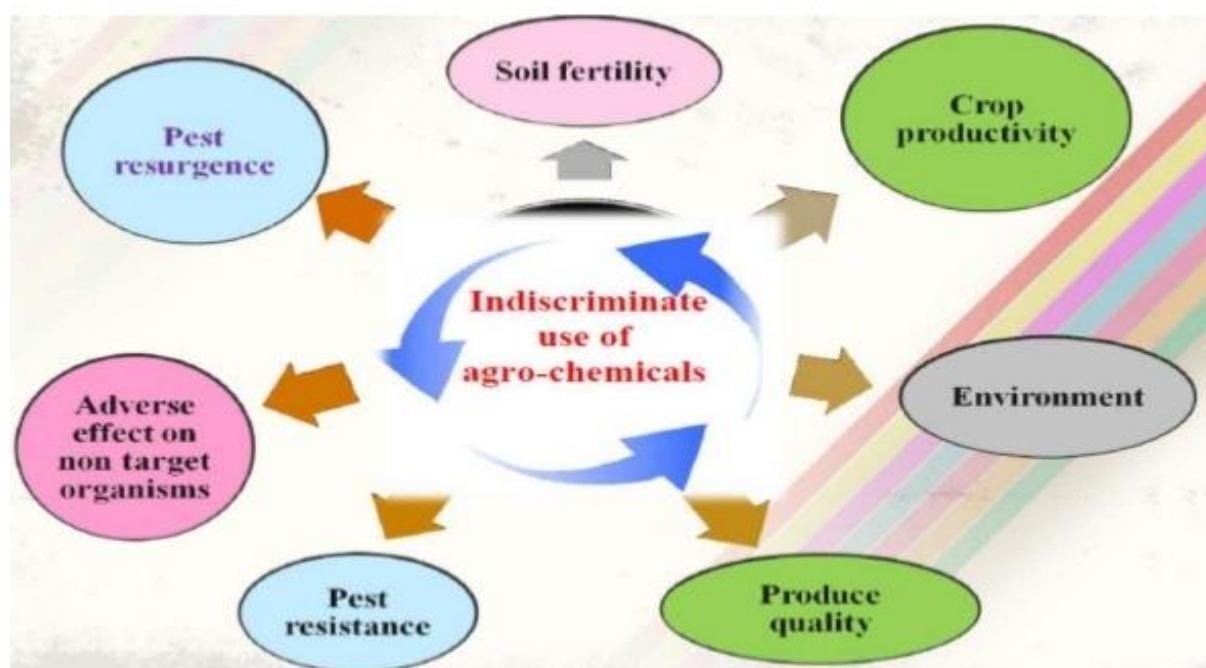 Soil fertility
Crop
productivity
Pest
resurgence
Indiscriminate
use of
agro-chemicals
Environment
Adverse
effect on
non target
organisms
Pest
resistance
Produce
quality